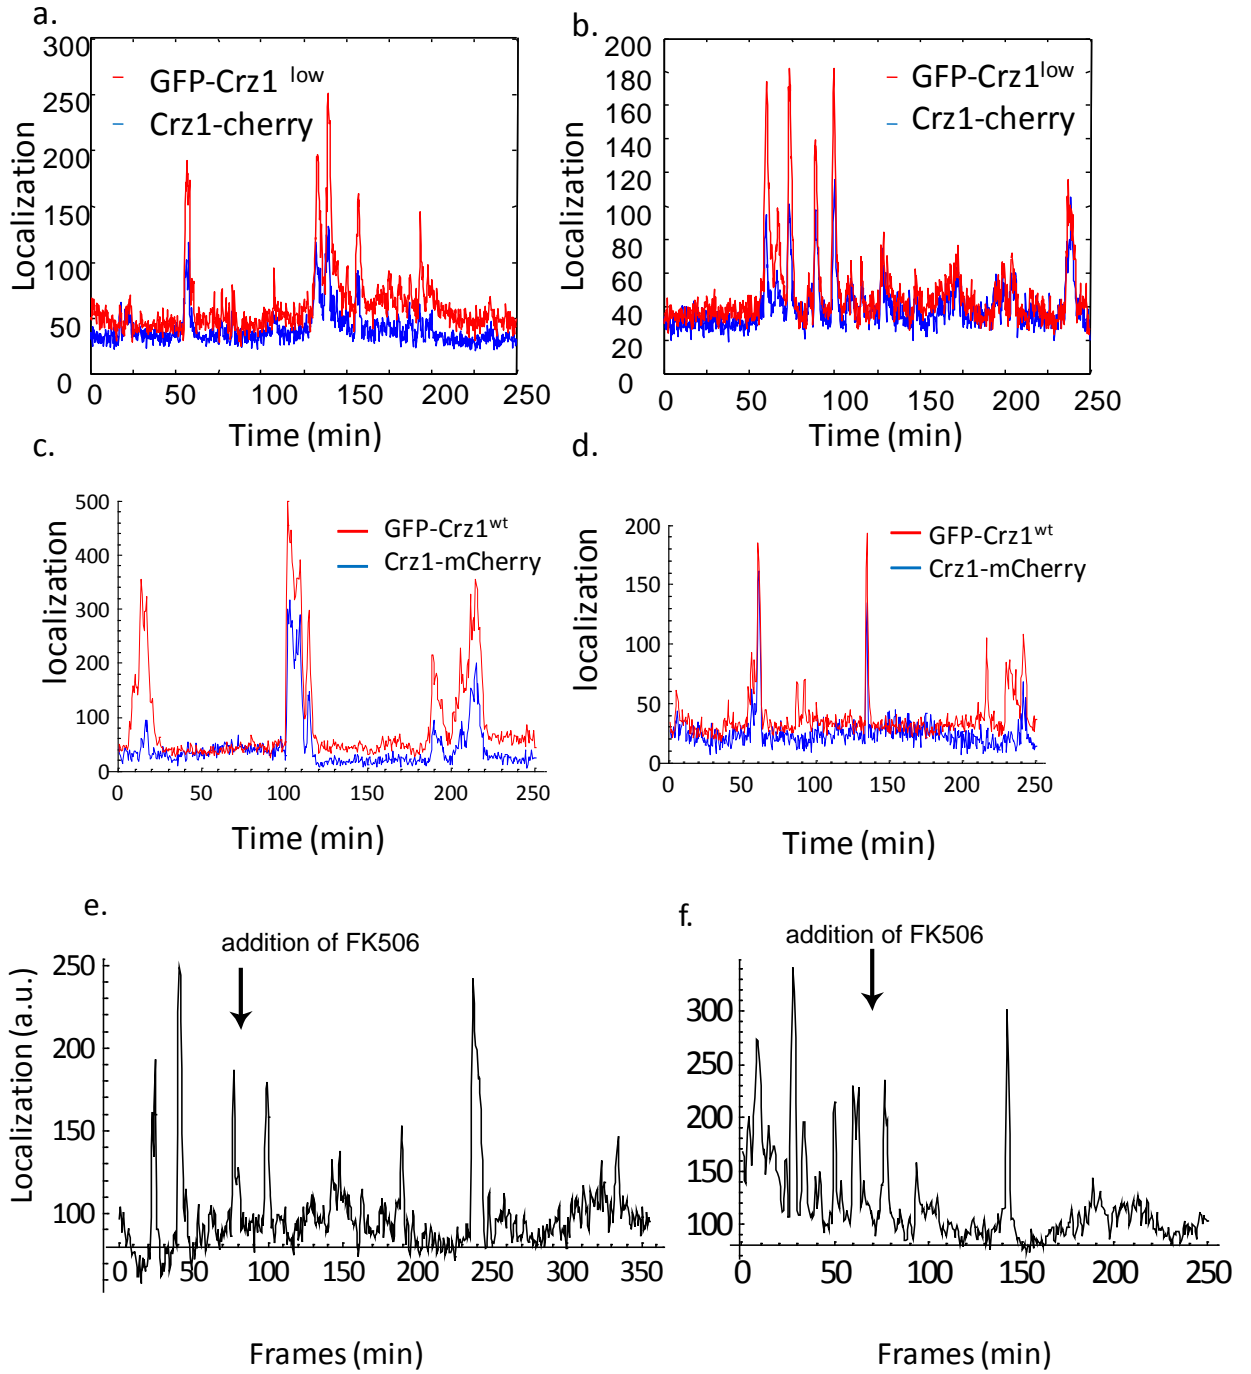 a.
300
250
200
150
100
50
0
Localization
GFP-Crz1 low
Crz1-cherry
0 50 100 150 200 250
Time (min)
b.
200
180
160
140
120
100
80
60
40
20
0
Localization
GFP-Crz1low
Crz1-cherry
0 50 100 150 200 250
Time (min)
c.
500
400
300
200
100
0
localization
GFP-Crz1wt
Crz1-mCherry
0 50 100 150 200 250
Time (min)
d.
200
150
100
50
0
localization
GFP-Crz1wt
Crz1-mCherry
0 50 100 150 200 250
Time (min)
e.
addition of FK506
250
200
150
100
Localization (a.u.)
0 50 100 150 200 250 300 350
Frames (min)
f.
addition of FK506
300
250
200
150
100
0 50 100 150 200 250
Frames (min)